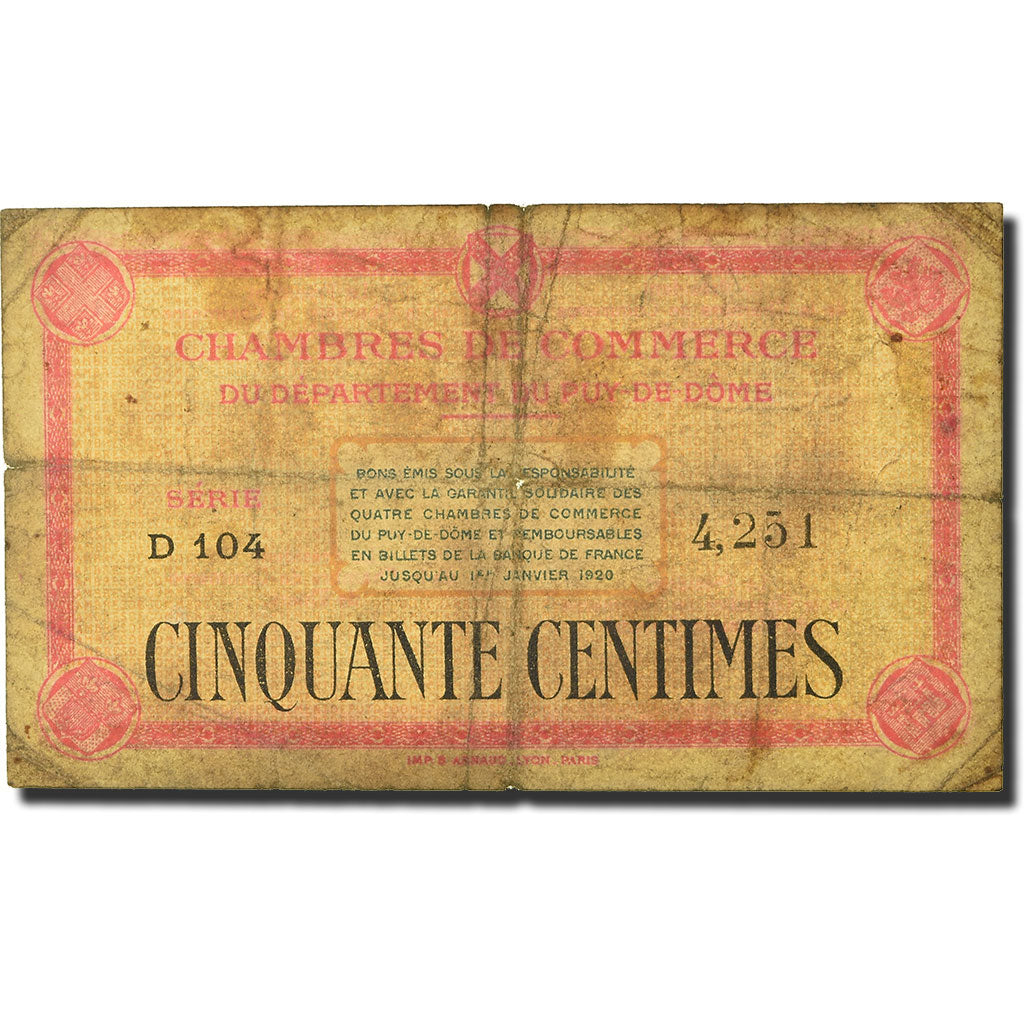 CHAMBRES DE COMMERCE
DU DÉPARTEMENT DU PUY-DE-DÔME
SÉRIE
D 104
BONS ÉMIS SOUS LA RESPONSABILITÉ
ET AVEC LA GARANTIE SOLIDAIRE DES
QUATRE CHAMBRES DE COMMERCE
DU PUY-DE-DÔME ET REMBOURSABLES
EN BILLETS DE LA BANQUE DE FRANCE
JUSQU'AU 1ER JANVIER 1920
4,251
CINQUANTE CENTIMES
IMP. B ARNAUD LYON PARIS